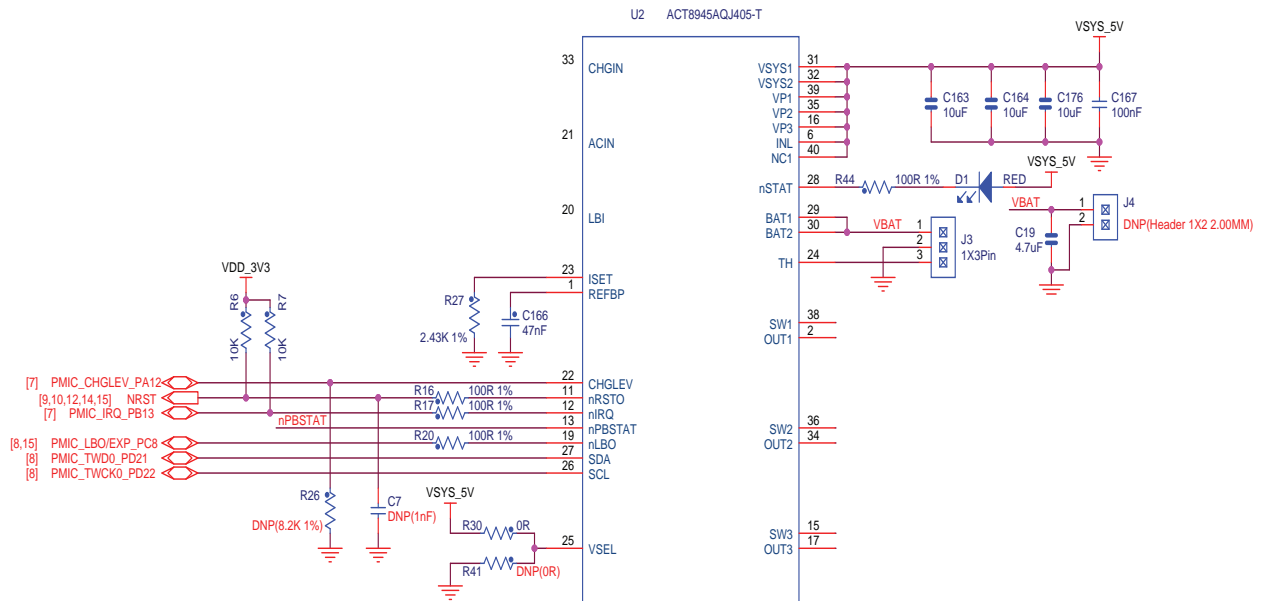 U2 ACT8945AQJ405-T
VSYS_5V
33 CHGIN
VSYS1 31
VSYS2 32
VP1 39
VP2 35
VP3 16
INL 6
NC1 40
C163
10uF
C164
10uF
C176
10uF
C167
100nF
21 ACIN
VSYS_5V
nSTAT 28
R44 100R 1% D1 RED
20 LBI
BAT1 29
BAT2 30
VBAT
1
2
3
J3
1X3Pin
TH 24
VBAT
1
2
J4
DNP(Header 1X2 2.00MM)
C19
4.7uF
VDD_3V3
R6
10K
R7
10K
23 ISET
1 REFBP
R27
2.43K 1%
C166
47nF
SW1 38
OUT1 2
[7] PMIC_CHGLEV_PA12
22 CHGLEV
[9,10,12,14,15] NRST
R16 100R 1%
11 nRSTO
[7] PMIC_IRQ_PB13
R17 100R 1%
12 nIRQ
nPBSTAT
13 nPBSTAT
[8,15] PMIC_LBO/EXP_PC8
R20 100R 1%
19 nLBO
[8] PMIC_TWD0_PD21
27 SDA
[8] PMIC_TWCK0_PD22
26 SCL
SW2 36
OUT2 34
R26
DNP(8.2K 1%)
C7
DNP(1nF)
VSYS_5V
R30 0R
25 VSEL
R41 DNP(0R)
SW3 15
OUT3 17